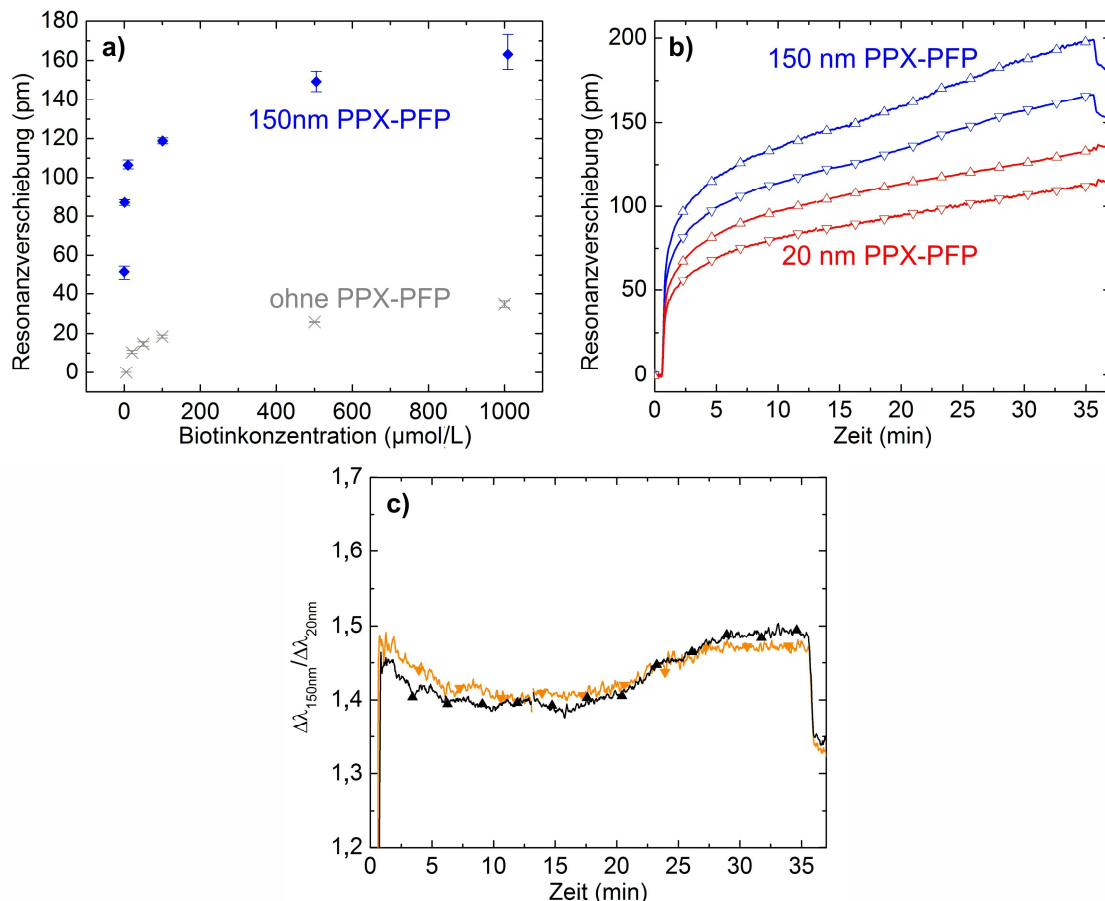 a)
180
160
140
120
100
80
60
40
20
0
Resonanzverschiebung (pm)
150nm PPX-PFP
ohne PPX-PFP
0 200 400 600 800 1000
Biotinkonzentration (µmol/L)
b)
200
150
100
50
0
Resonanzverschiebung (pm)
150 nm PPX-PFP
20 nm PPX-PFP
0 5 10 15 20 25 30 35
Zeit (min)
c)
1,7
1,6
1,5
1,4
1,3
1,2
Δλ150nm/Δλ20nm
0 5 10 15 20 25 30 35
Zeit (min)